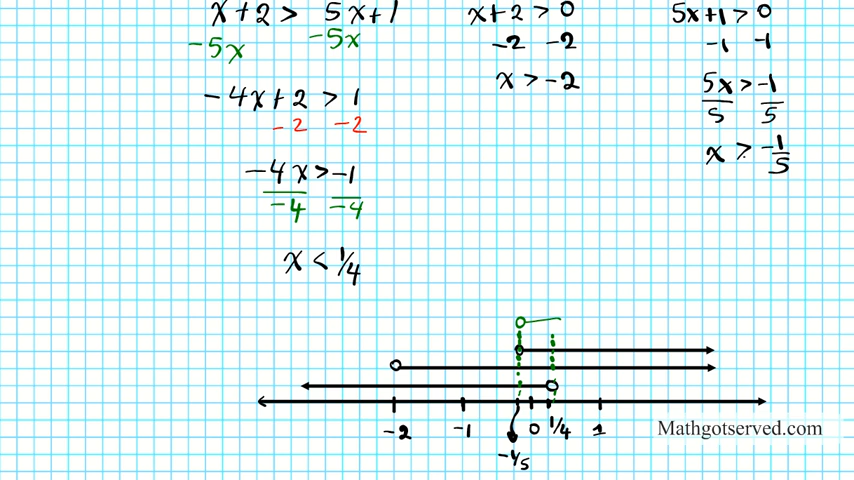 x+2 > 5x+1
-5x -5x
-4x+2 > 1
-2 -2
-4x > -1
-4 -4
x < 1/4
x+2 > 0
-2 -2
x > -2
5x+1 > 0
-1 -1
5x > -1
5 5
x > -1/5
-2 -1 0 1/4 1
-1/5
Mathgotserved.com